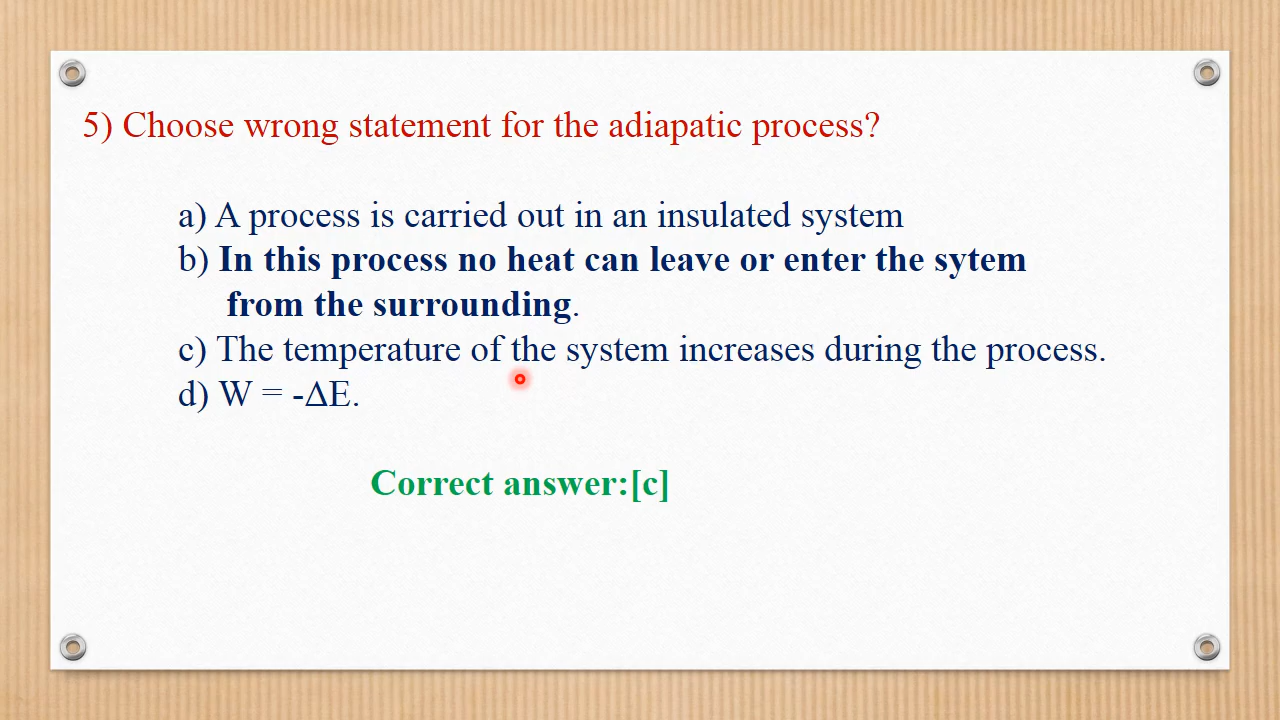 5) Choose wrong statement for the adiapatic process?
a) A process is carried out in an insulated system
b) In this process no heat can leave or enter the sytem
from the surrounding.
c) The temperature of the system increases during the process.
d) W = -ΔE.
Correct answer:[c]